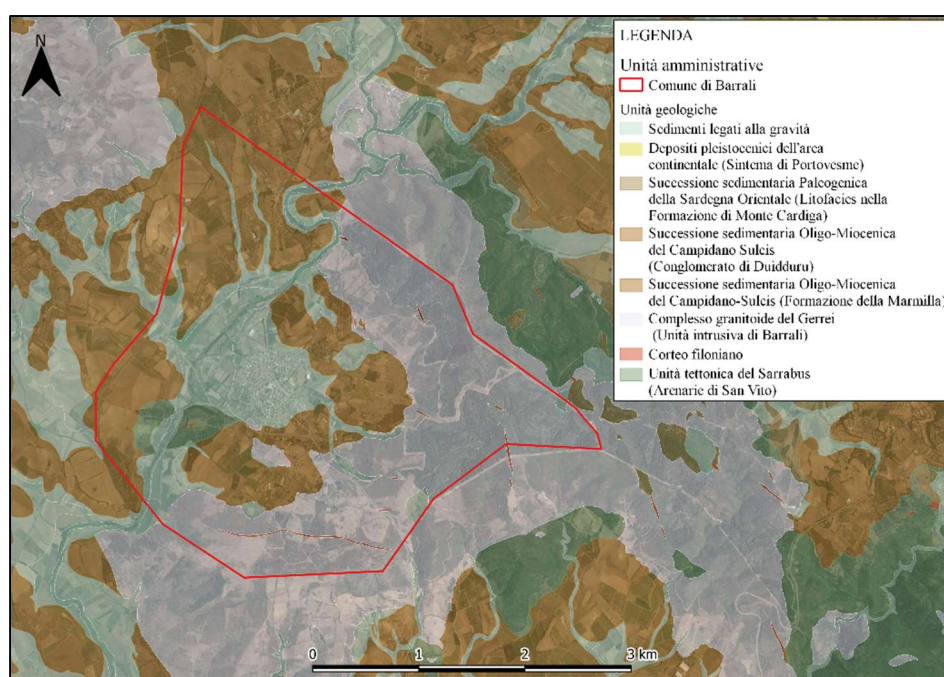 N
LEGENDA
Unità amministrative
Comune di Barrali
Unità geologiche
Sedimenti legati alla gravità
Depositi pleistocenici dell'area
continentale (Sintema di Portovesme)
Successione sedimentaria Paleogenica
della Sardegna Orientale (Litofacies nella
Formazione di Monte Cardiga)
Successione sedimentaria Oligo-Miocenica
del Campidano Sulcis
(Conglomerato di Duidduru)
Successione sedimentaria Oligo-Miocenica
del Campidano-Sulcis (Formazione della Marmilla)
Complesso granitoide del Gerrei
(Unità intrusiva di Barrali)
Corteo filoniano
Unità tettonica del Sarrabus
(Arenarie di San Vito)
0 1 2 3 km